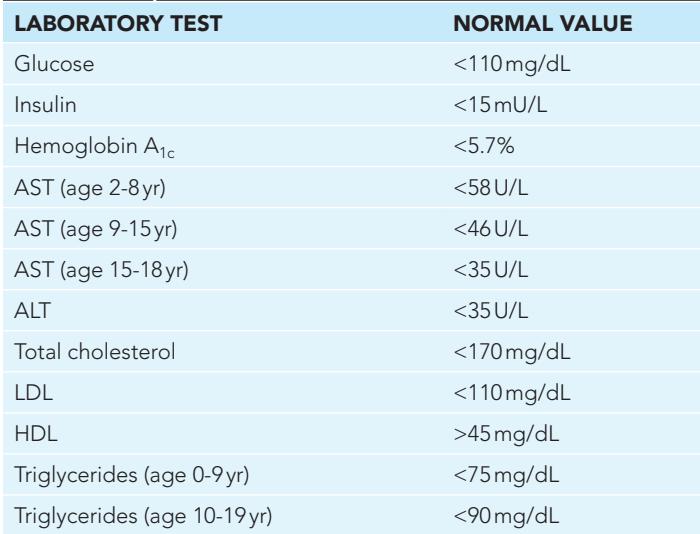 LABORATORY TEST NORMAL VALUE
Glucose <110 mg/dL
Insulin <15 mU/L
Hemoglobin A1c <5.7%
AST (age 2-8 yr) <58 U/L
AST (age 9-15 yr) <46 U/L
AST (age 15-18 yr) <35 U/L
ALT <35 U/L
Total cholesterol <170 mg/dL
LDL <110 mg/dL
HDL >45 mg/dL
Triglycerides (age 0-9 yr) <75 mg/dL
Triglycerides (age 10-19 yr) <90 mg/dL